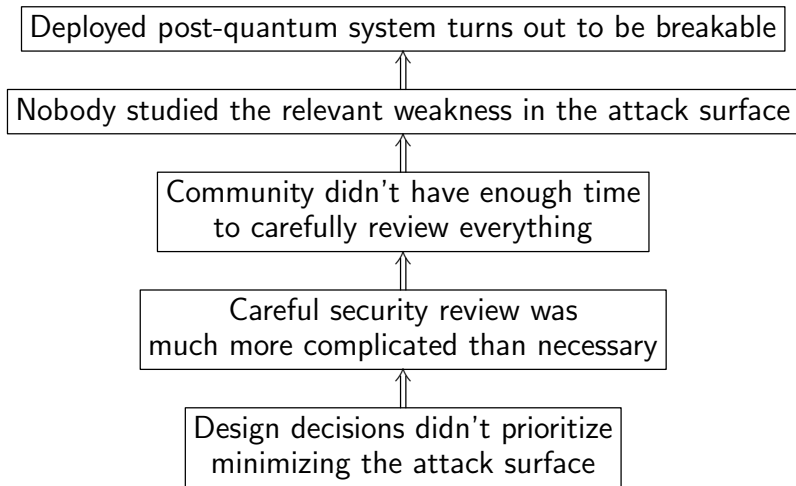 Deployed post-quantum system turns out to be breakable
Nobody studied the relevant weakness in the attack surface
Community didn't have enough time
to carefully review everything
Careful security review was
much more complicated than necessary
Design decisions didn't prioritize
minimizing the attack surface